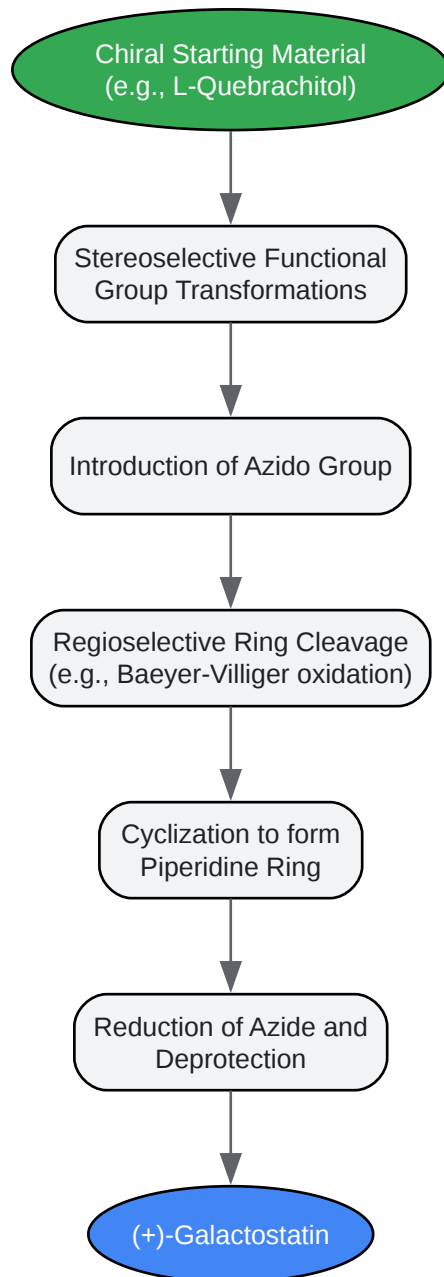 Chiral Starting Material
(e.g., L-Quebrachitol)
Stereoselective Functional
Group Transformations
Introduction of Azido Group
Regioselective Ring Cleavage
(e.g., Baeyer-Villiger oxidation)
Cyclization to form
Piperidine Ring
Reduction of Azide and
Deprotection
(+)-Galactostatin